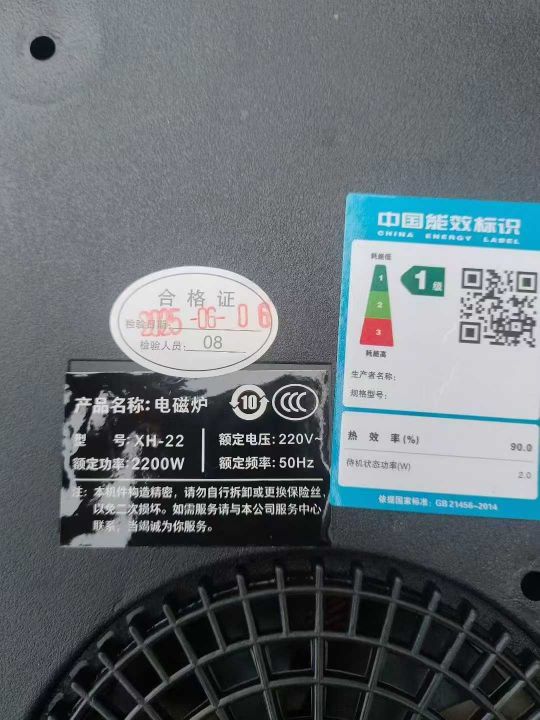 中国能效标识
CHINA ENERGY LABEL
耗能低
1
2
3
耗能高
1级
生产者名称:
规格型号:
热效率(%) 90.0
待机状态功率(W) 2.0
依据国家标准: GB 21456-2014
合格证
检验日期: 2025-06-06
检验人员: 08
产品名称: 电磁炉
10
CCC
型 号: XH-22
额定电压: 220V~
额定功率: 2200W
额定频率: 50Hz
注: 本机件构造精密，请勿自行拆卸或更换保险丝，
以免二次损坏。如需服务请与本公司服务中心
联系，当竭诚为你服务。